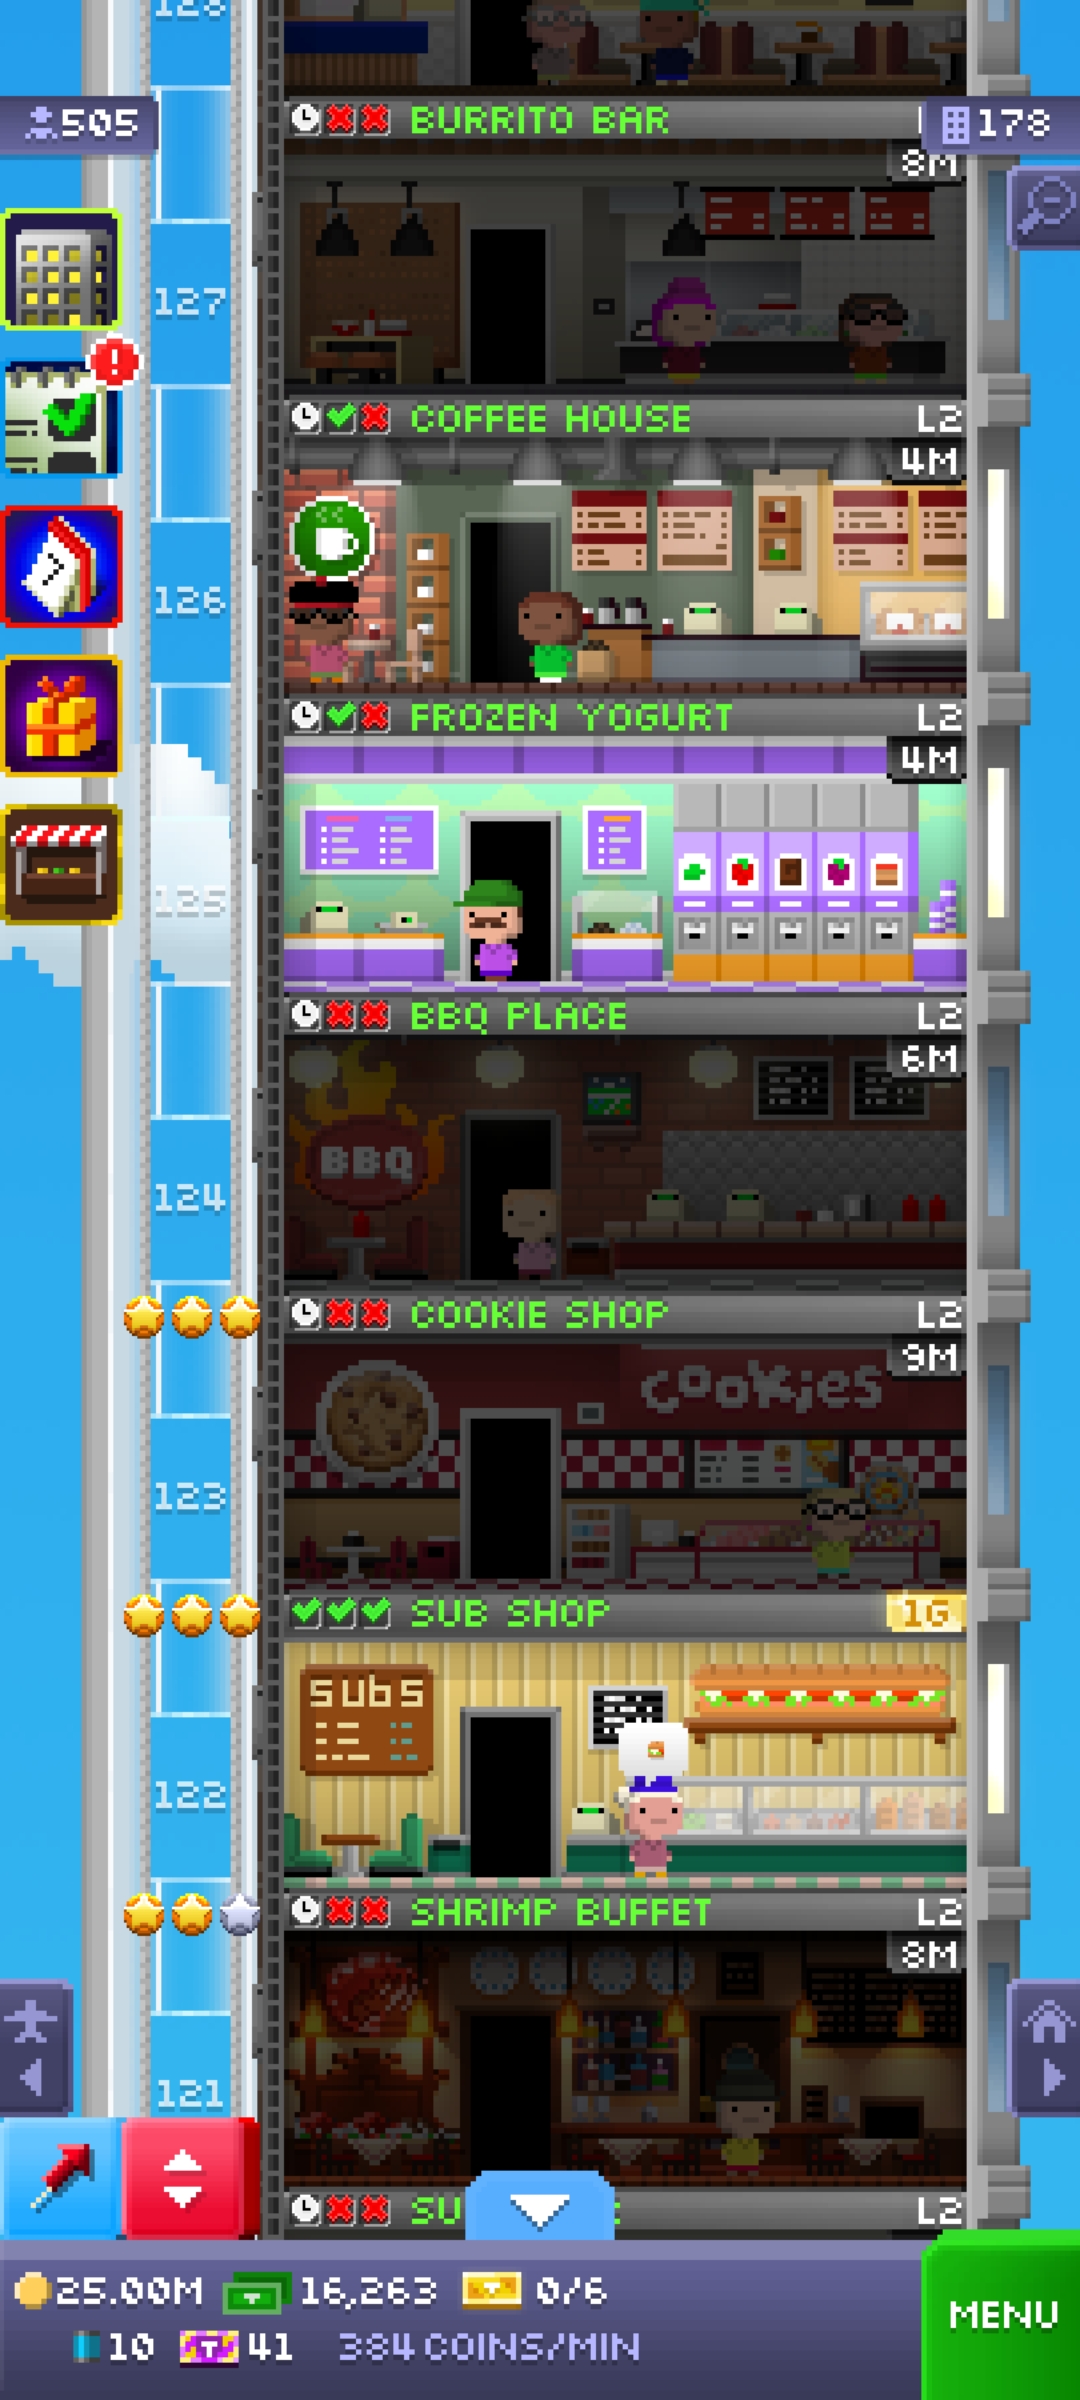 128
505
BURRITO BAR
178
8M
127
COFFEE HOUSE L2
4M
126
FROZEN YOGURT L2
4M
125
BBQ PLACE L2
6M
BBQ
124
COOKIE SHOP L2
9M
cookies
123
SUB SHOP 1G
subs
122
SHRIMP BUFFET L2
8M
121
SU L2
25.00M 16,263 0/6
MENU
10 T 41 384 COINS/MIN